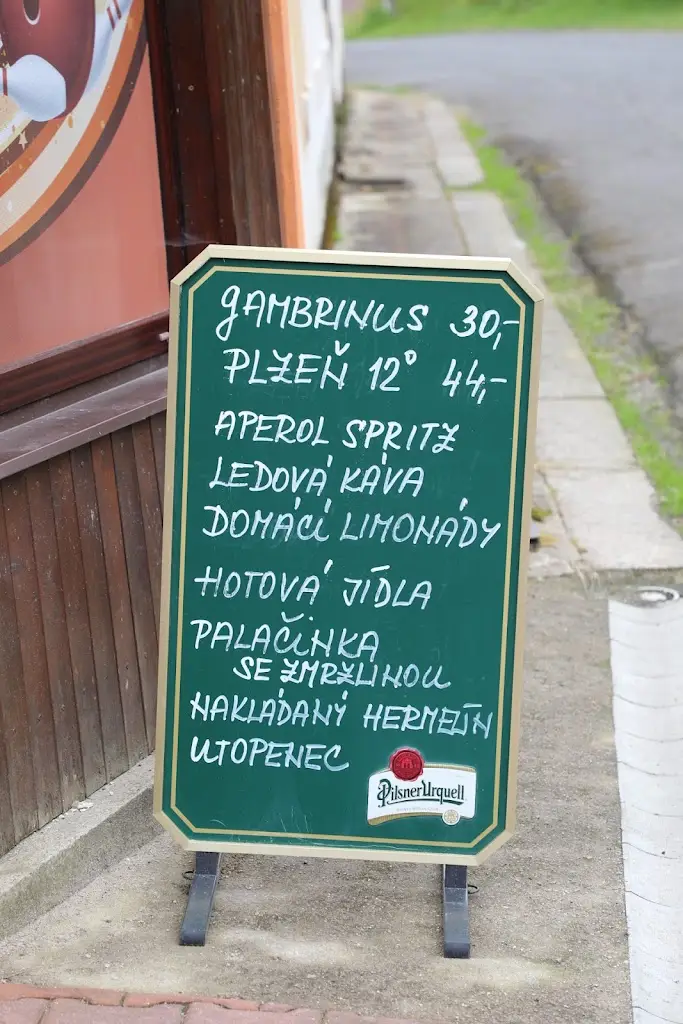 GAMBRINUS 30,-
PLZEŇ 12° 44,-
APEROL SPRITZ
LEDOVÁ KÁVA
DOMÁCÍ LIMONÁDY
HOTOVÁ JÍDLA
PALAČINKA
SE ZMRZLINOU
NAKLÁDANÝ HERMELÍN
UTOPENEC
Pilsner Urquell